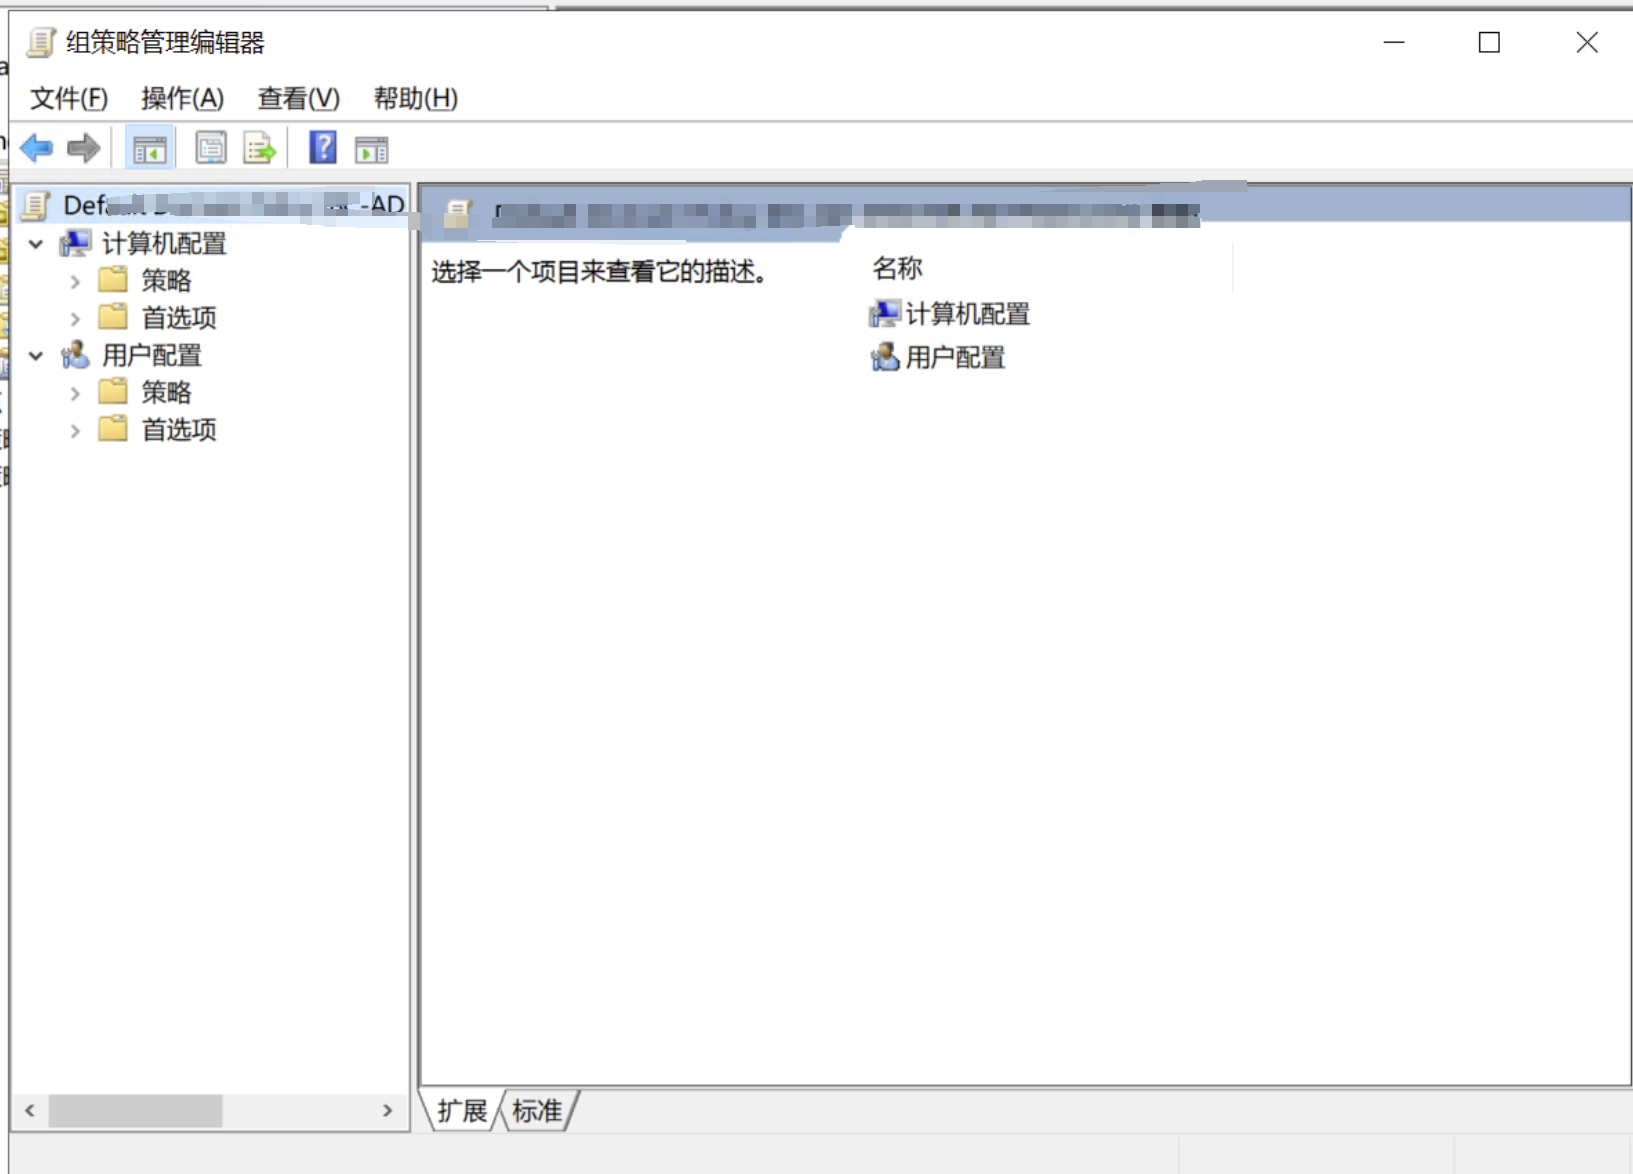 组策略管理编辑器
文件(F) 操作(A) 查看(V) 帮助(H)
-AD
计算机配置
策略
首选项
用户配置
策略
首选项
选择一个项目来查看它的描述。
名称
计算机配置
用户配置
扩展 标准